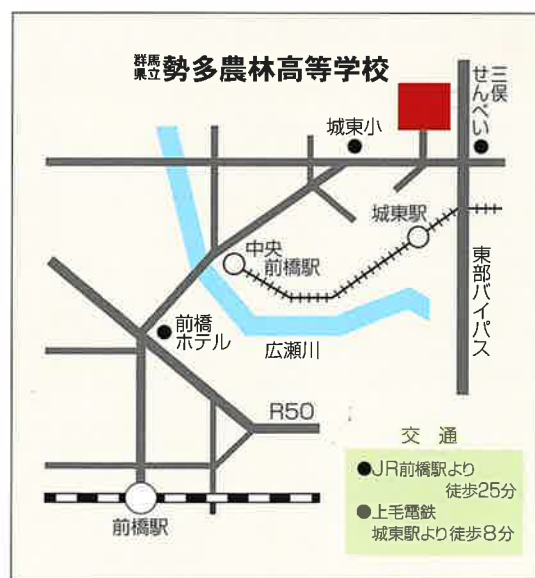 群馬県立 勢多農林高等学校
三俣せんべい
城東小
城東駅
中央
前橋駅
東部バイパス
前橋
ホテル
広瀬川
R50
交 通
●JR前橋駅より
徒歩25分
●上毛電鉄
城東駅より徒歩8分
前橋駅